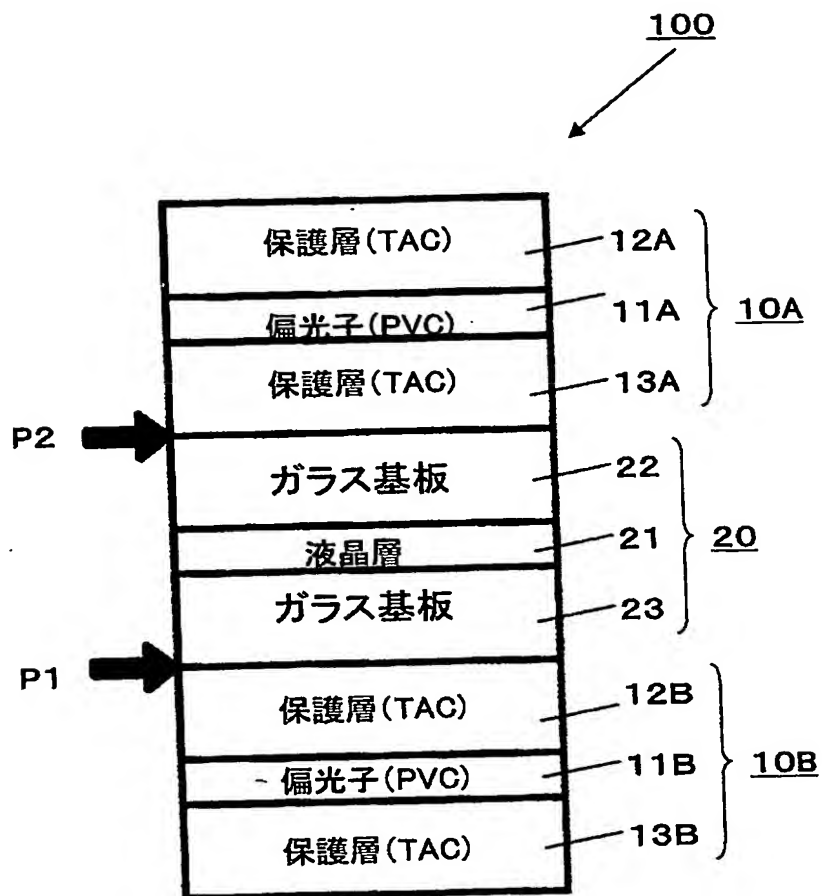 100
保護層(TAC) 12A
偏光子(PVC) 11A 10A
保護層(TAC) 13A
P2
ガラス基板 22
液晶層 21 20
ガラス基板 23
P1
保護層(TAC) 12B
偏光子(PVC) 11B 10B
保護層(TAC) 13B